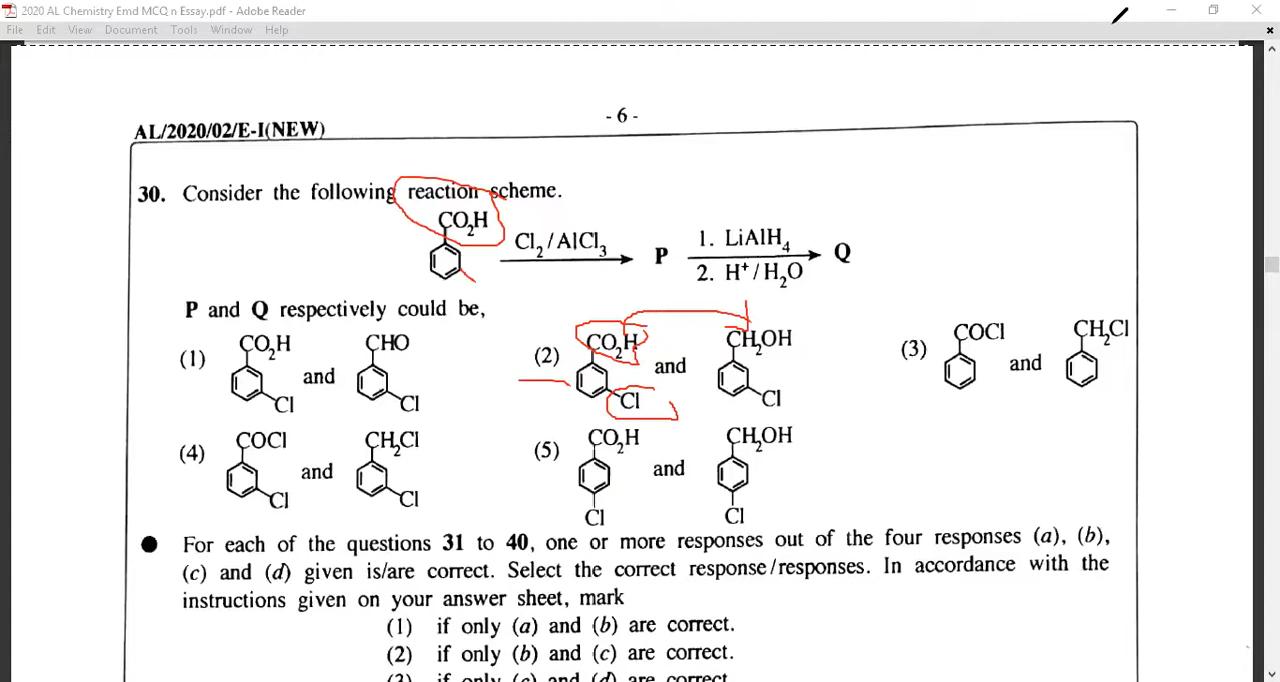 2020 AL Chemistry Emd MCQ n Essay.pdf - Adobe Reader
File Edit View Document Tools Window Help
- 6 -
AL/2020/02/E-I(NEW)
30. Consider the following reaction scheme.
CO₂H
Cl₂/AlCl₃ P 1. LiAlH₄ Q
2. H⁺/H₂O
P and Q respectively could be,
(1) CO₂H Cl and CHO Cl
(2) CO₂H Cl and CH₂OH Cl
(3) COCl and CH₂Cl
(4) COCl Cl and CH₂Cl Cl
(5) CO₂H Cl and CH₂OH Cl
● For each of the questions 31 to 40, one or more responses out of the four responses (a), (b),
(c) and (d) given is/are correct. Select the correct response/responses. In accordance with the
instructions given on your answer sheet, mark
(1) if only (a) and (b) are correct.
(2) if only (b) and (c) are correct.
(3) if only (c) and (d) are correct.